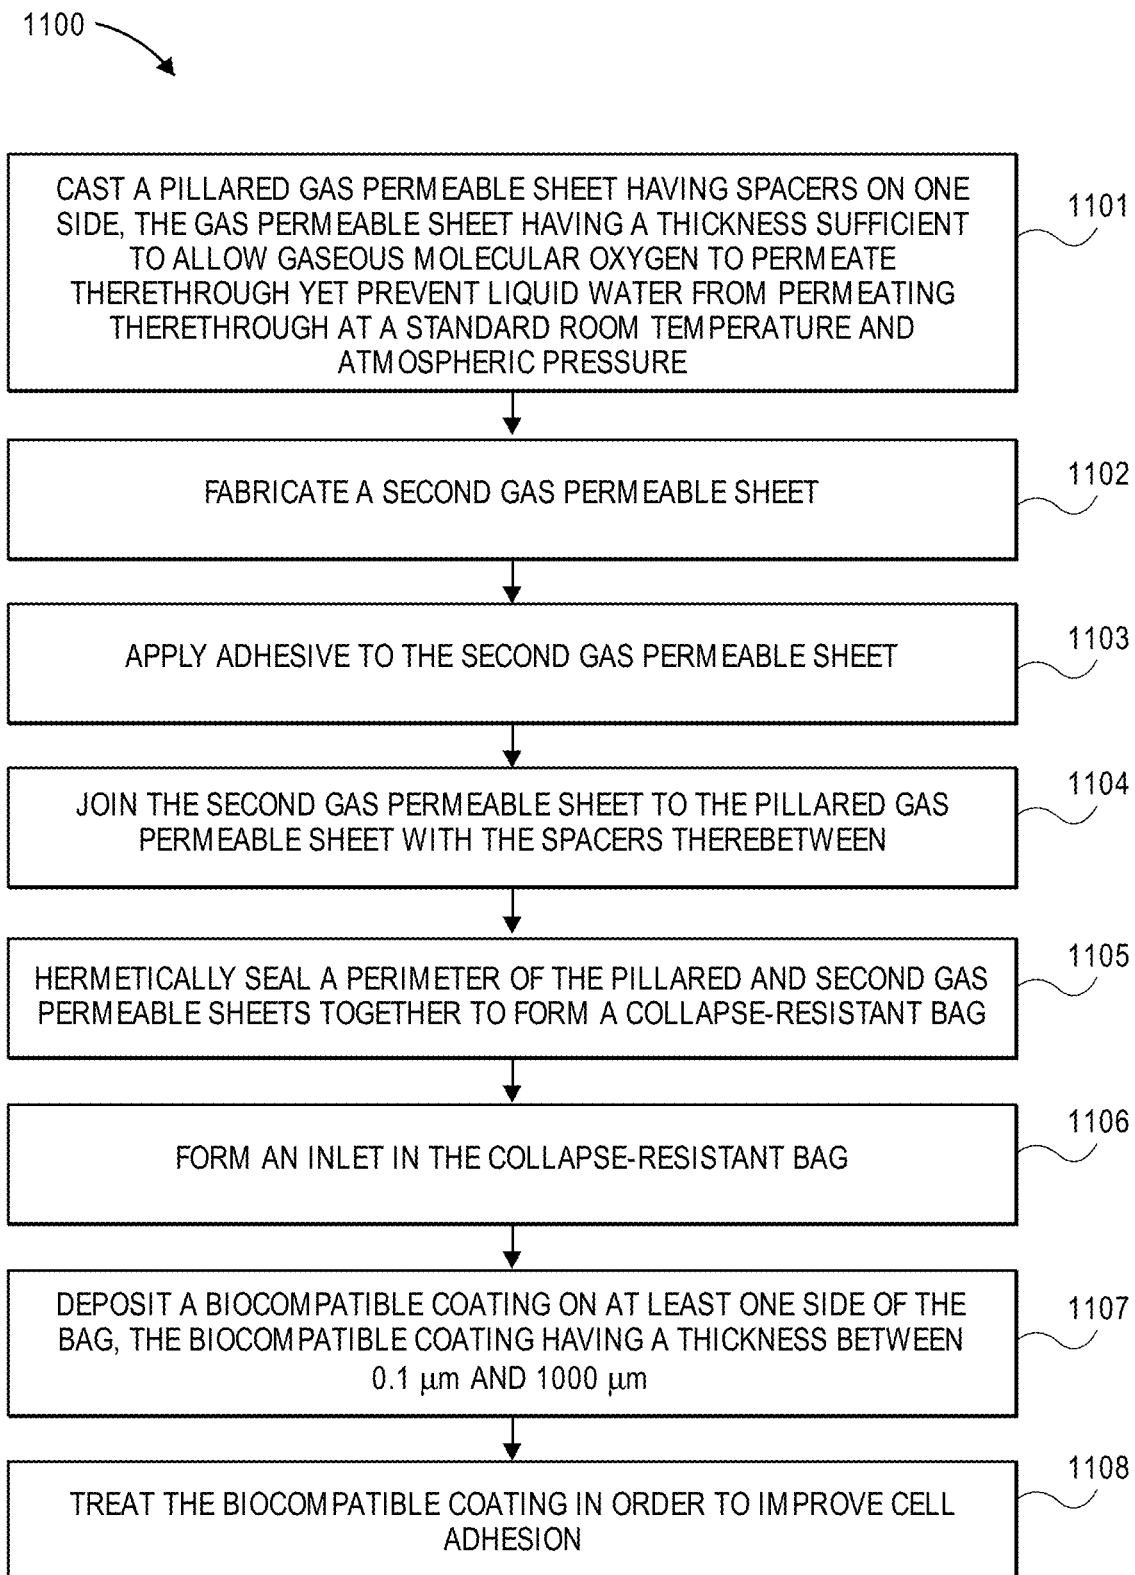 1100
CAST A PILLARED GAS PERMEABLE SHEET HAVING SPACERS ON ONE
SIDE, THE GAS PERMEABLE SHEET HAVING A THICKNESS SUFFICIENT
TO ALLOW GASEOUS MOLECULAR OXYGEN TO PERMEATE
THERETHROUGH YET PREVENT LIQUID WATER FROM PERMEATING
THERETHROUGH AT A STANDARD ROOM TEMPERATURE AND
ATMOSPHERIC PRESSURE
1101
FABRICATE A SECOND GAS PERMEABLE SHEET
1102
APPLY ADHESIVE TO THE SECOND GAS PERMEABLE SHEET
1103
JOIN THE SECOND GAS PERMEABLE SHEET TO THE PILLARED GAS
PERMEABLE SHEET WITH THE SPACERS THEREBETWEEN
1104
HERMETICALLY SEAL A PERIMETER OF THE PILLARED AND SECOND GAS
PERMEABLE SHEETS TOGETHER TO FORM A COLLAPSE-RESISTANT BAG
1105
FORM AN INLET IN THE COLLAPSE-RESISTANT BAG
1106
DEPOSIT A BIOCOMPATIBLE COATING ON AT LEAST ONE SIDE OF THE
BAG, THE BIOCOMPATIBLE COATING HAVING A THICKNESS BETWEEN
0.1 μm AND 1000 μm
1107
TREAT THE BIOCOMPATIBLE COATING IN ORDER TO IMPROVE CELL
ADHESION
1108